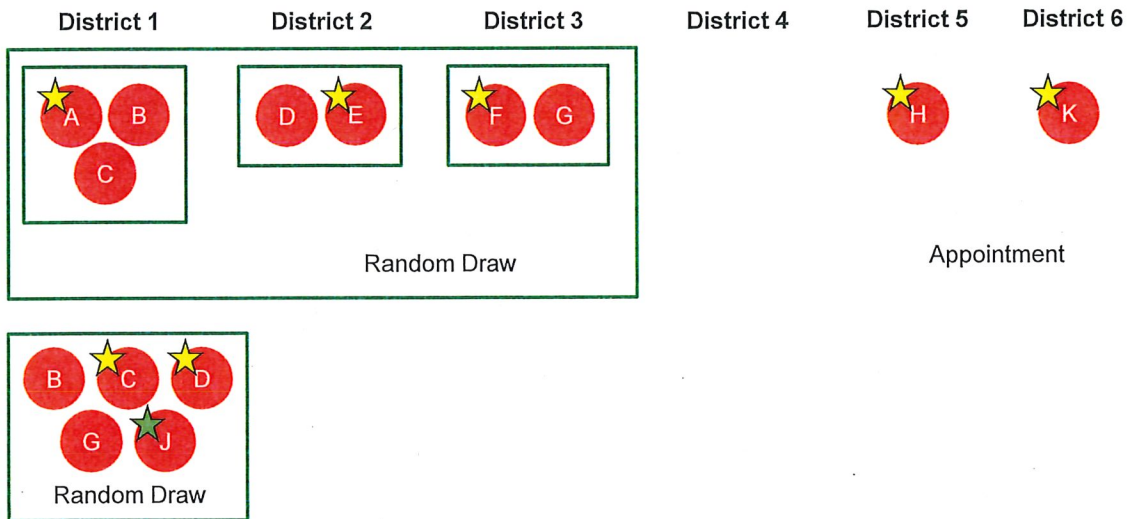 District 1 District 2 District 3 District 4 District 5 District 6
A B D E F G H K
C
Random Draw Appointment
B C D
G J
Random Draw